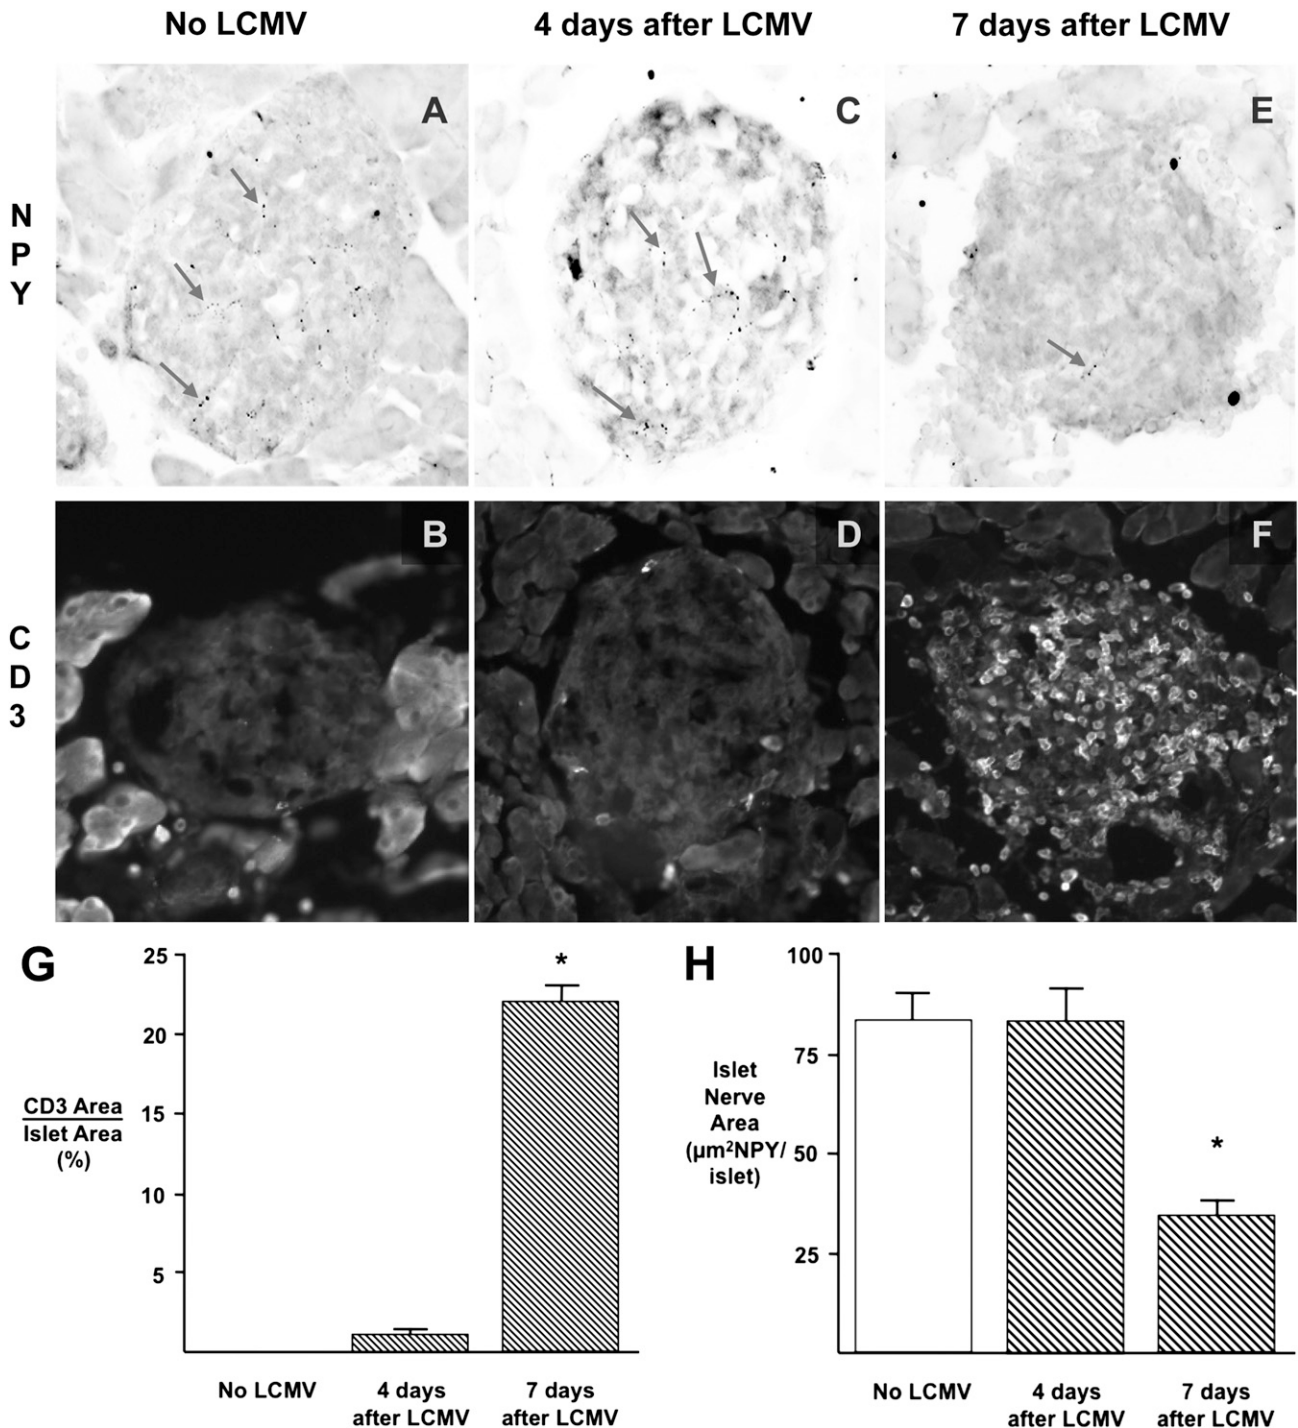 No LCMV
4 days after LCMV
7 days after LCMV
NPY
A
C
E
CD3
B
D
F
G
25
20
15
10
5
CD3 Area
Islet Area
(%)
*
No LCMV
4 days
after LCMV
7 days
after LCMV
H
100
75
50
25
Islet
Nerve
Area
(µm²NPY/
islet)
*
No LCMV
4 days
after LCMV
7 days
after LCMV